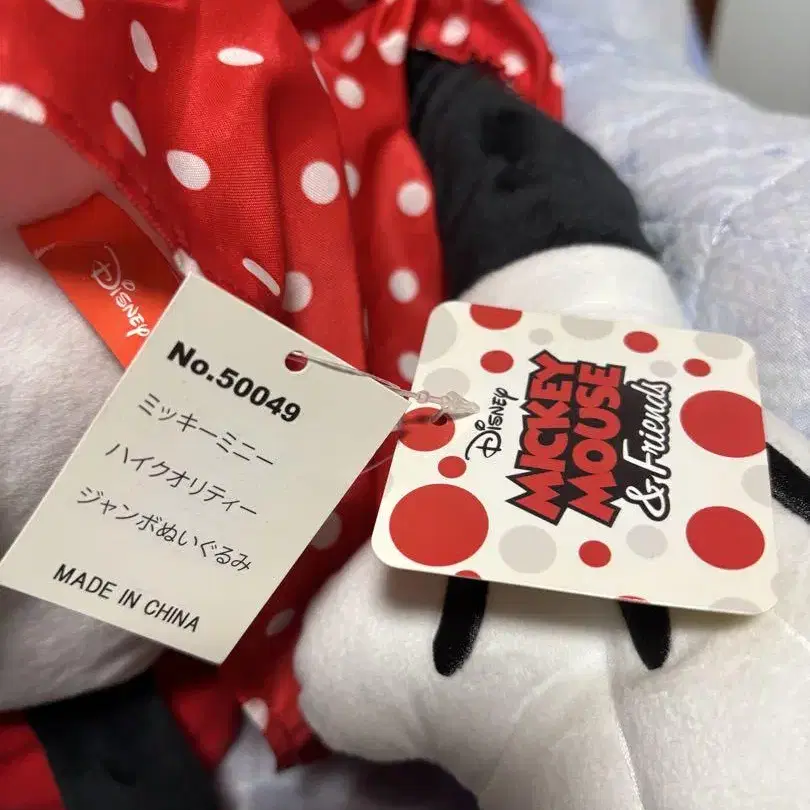 Disney
No.50049
ミッキーミニー
ハイクオリティー
ジャンボぬいぐるみ
MADE IN CHINA
Disney
MICKEY
MOUSE
& Friends